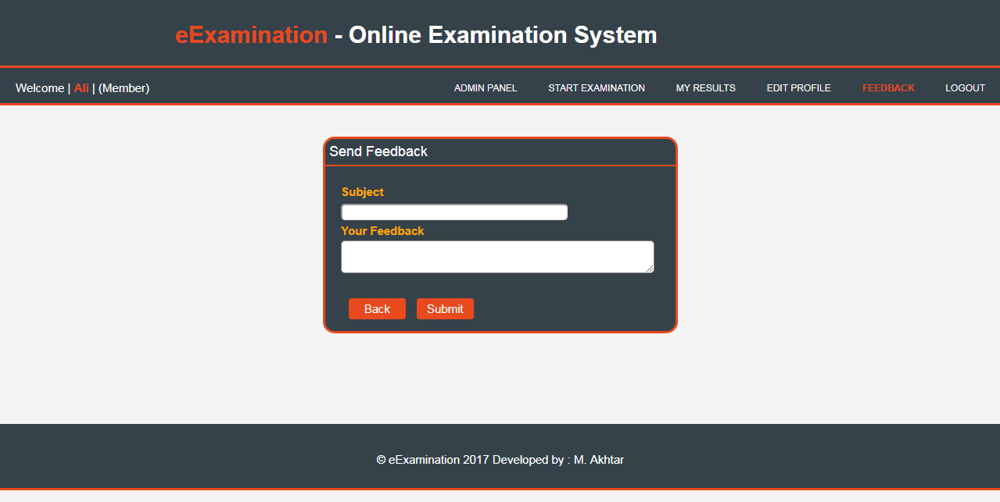 eExamination - Online Examination System
Welcome | Ali | (Member)
ADMIN PANEL START EXAMINATION MY RESULTS EDIT PROFILE FEEDBACK LOGOUT
Send Feedback
Subject
Your Feedback
Back Submit
© eExamination 2017 Developed by : M. Akhtar